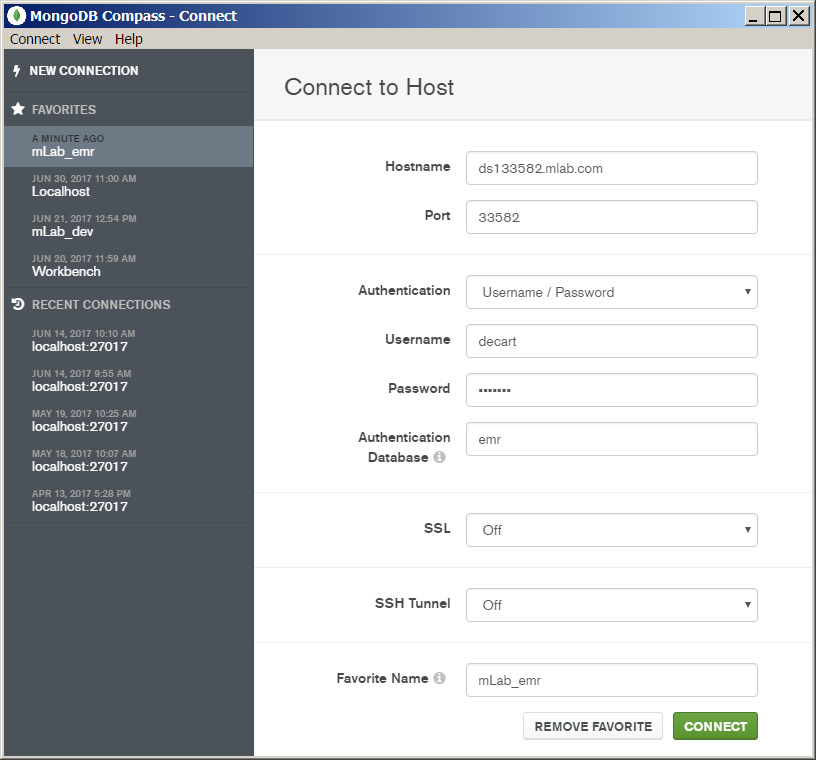 MongoDB Compass - Connect
Connect View Help
NEW CONNECTION
FAVORITES
A MINUTE AGO
mLab_emr
JUN 30, 2017 11:00 AM
Localhost
JUN 21, 2017 12:54 PM
mLab_dev
JUN 20, 2017 11:59 AM
Workbench
RECENT CONNECTIONS
JUN 14, 2017 10:10 AM
localhost:27017
JUN 14, 2017 9:55 AM
localhost:27017
MAY 19, 2017 10:25 AM
localhost:27017
MAY 18, 2017 10:07 AM
localhost:27017
APR 13, 2017 5:28 PM
localhost:27017
Connect to Host
Hostname ds133582.mlab.com
Port 33582
Authentication Username / Password
Username decart
Password •••••••
Authentication
Database emr
SSL Off
SSH Tunnel Off
Favorite Name mLab_emr
REMOVE FAVORITE CONNECT